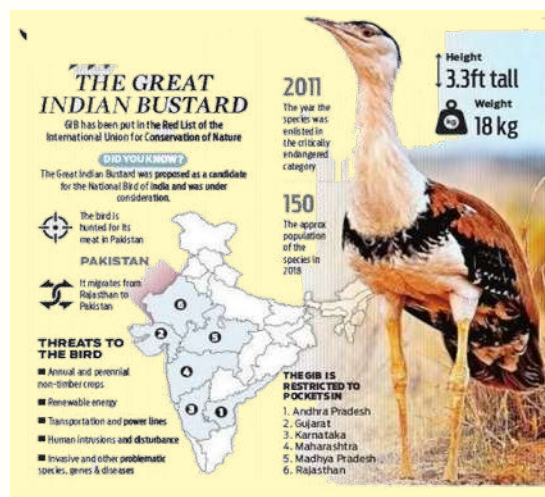 THE GREAT
INDIAN BUSTARD
GIB has been put in the Red List of the
International Union for Conservation of Nature
DID YOU KNOW?
The Great Indian Bustard was proposed as a candidate
for the National Bird of India and was under
consideration.
The bird is
hunted for its
meat in Pakistan
PAKISTAN
It migrates from
Rajasthan to
Pakistan
THREATS TO
THE BIRD
Annual and perennial
non-timber crops
Renewable energy
Transportation and power lines
Human intrusions and disturbance
Invasive and other problematic
species, genes & diseases
6
2
5
4
3
1
2011
The year the
species was
enlisted in
the critically
endangered
category
150
The approx
population
of the
species in
2018
THE GIB IS
RESTRICTED TO
POCKETS IN
1. Andhra Pradesh
2. Gujarat
3. Karnataka
4. Maharashtra
5. Madhya Pradesh
6. Rajasthan
Height
3.3ft tall
Weight
kg
18 kg